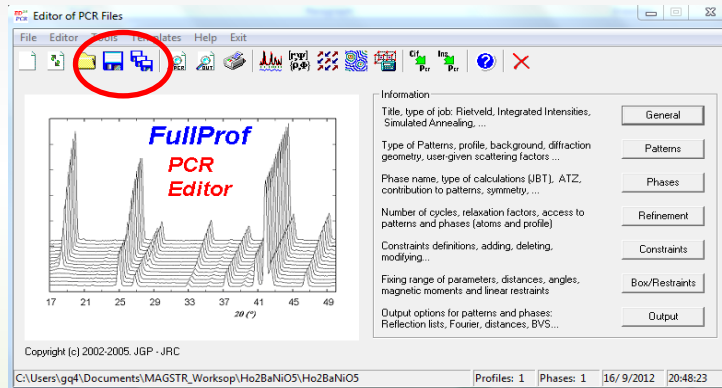 Editor of PCR Files
File Editor Tools Templates Help Exit
FullProf
PCR
Editor
17 21 25 29 33 37 41 45 49
2θ (°)
Copyright (c) 2002-2005. JGP - JRC
Information
Title, type of job: Rietveld, Integrated Intensities,
Simulated Annealing, ...
General
Type of Patterns, profile, background, diffraction
geometry, user-given scattering factors ...
Patterns
Phase name, type of calculations (JBT), ATZ,
contribution to patterns, symmetry, ...
Phases
Number of cycles, relaxation factors, access to
patterns and phases (atoms and profile)
Refinement
Constraints definitions, adding, deleting,
modifying...
Constraints
Fixing range of parameters, distances, angles,
magnetic moments and linear restraints
Box/Restraints
Output options for patterns and phases:
Reflection lists, Fourier, distances, BVS...
Output
C:\Users\gq4\Documents\MAGSTR_Worksop\Ho2BaNiO5\Ho2BaNiO5 Profiles: 1 Phases: 1 16/ 9/2012 20:48:23